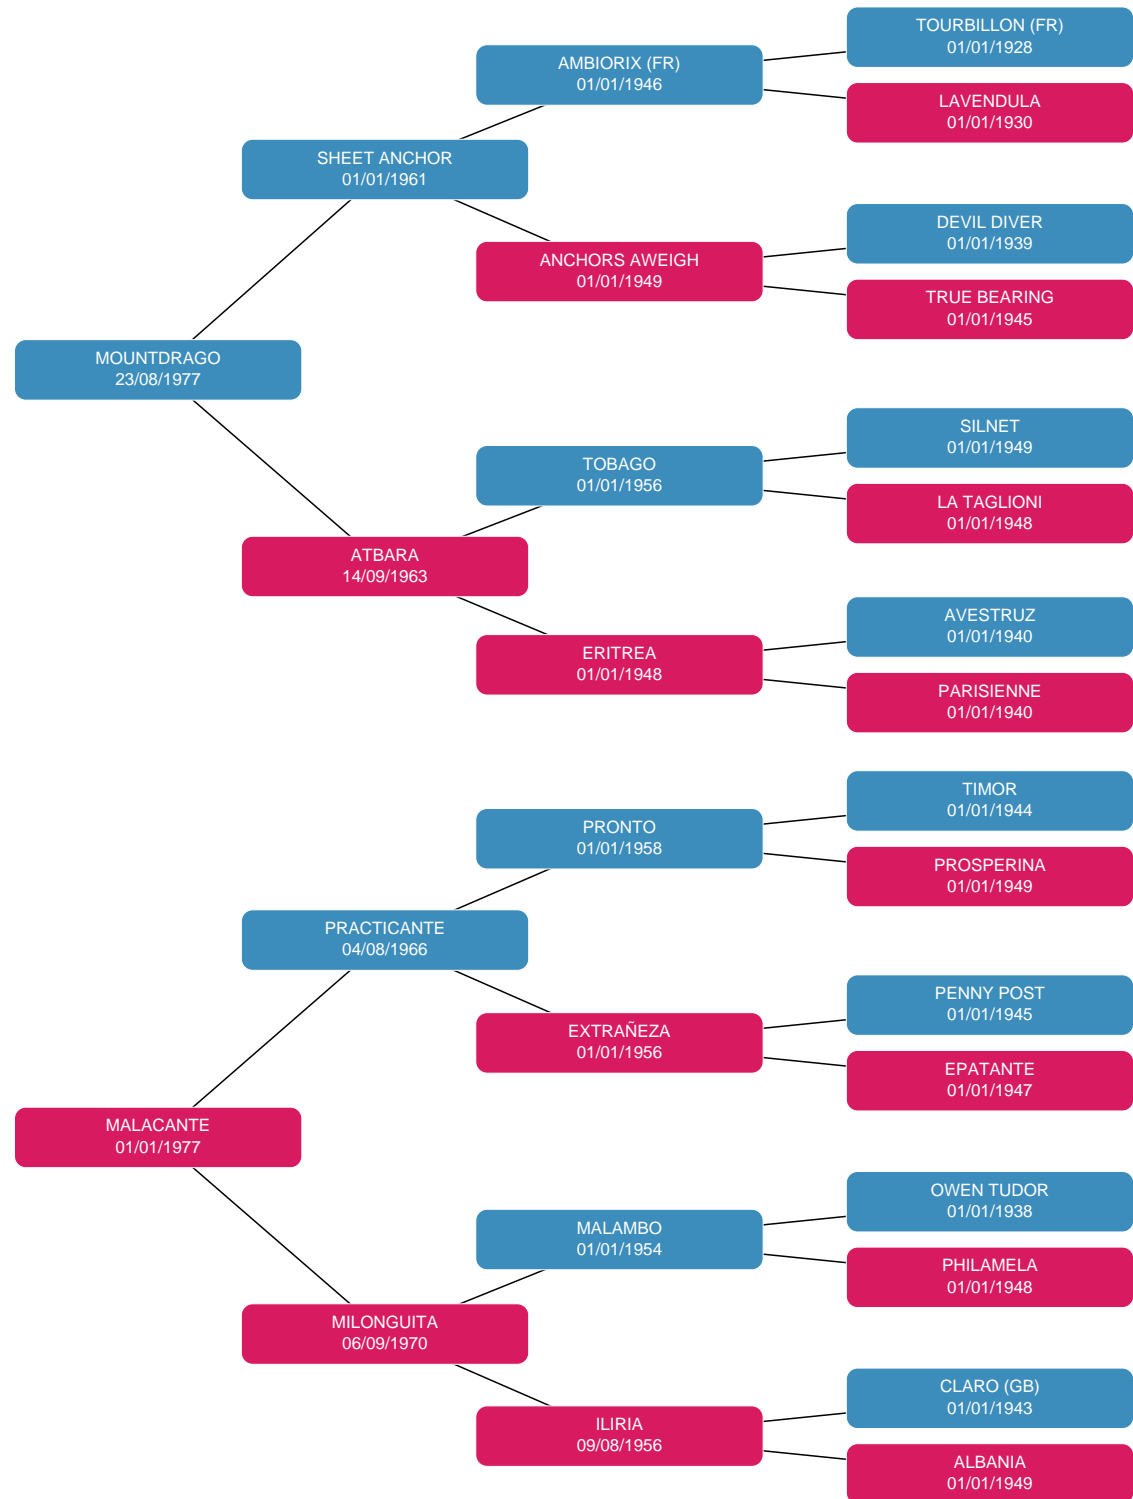 TOURBILLON (FR)
01/01/1928
AMBIORIX (FR)
01/01/1946
LAVENDULA
01/01/1930
SHEET ANCHOR
01/01/1961
DEVIL DIVER
01/01/1939
ANCHORS AWEIGH
01/01/1949
TRUE BEARING
01/01/1945
MOUNTDRAGO
23/08/1977
SILNET
01/01/1949
TOBAGO
01/01/1956
LA TAGLIONI
01/01/1948
ATBARA
14/09/1963
AVESTRUZ
01/01/1940
ERITREA
01/01/1948
PARISIENNE
01/01/1940
TIMOR
01/01/1944
PRONTO
01/01/1958
PROSPERINA
01/01/1949
PRACTICANTE
04/08/1966
PENNY POST
01/01/1945
EXTRAÑEZA
01/01/1956
EPATANTE
01/01/1947
MALACANTE
01/01/1977
OWEN TUDOR
01/01/1938
MALAMBO
01/01/1954
PHILAMELA
01/01/1948
MILONGUITA
06/09/1970
CLARO (GB)
01/01/1943
ILIRIA
09/08/1956
ALBANIA
01/01/1949